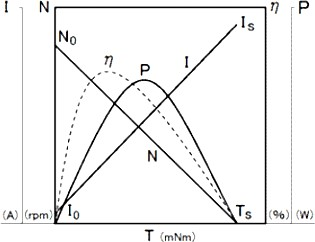 I N η P
N₀ Iₛ
η P I
N
I₀ Tₛ
(A) (rpm) (%) (W)
T (mNm)